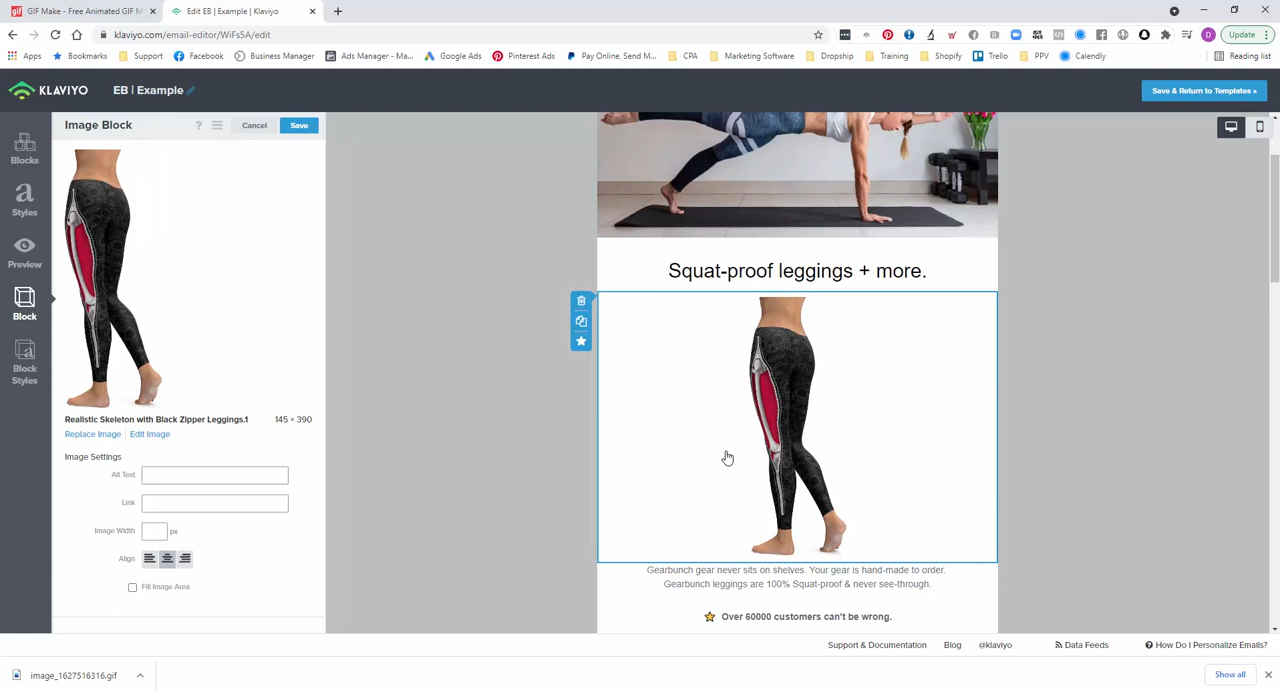 GIF Make - Free Animated GIF M
Edit EB | Example | Klaviyo
klaviyo.com/email-editor/WiFs5A/edit
D
Update
Apps
Bookmarks
Support
Facebook
Business Manager
Ads Manager - Ma...
Google Ads
Pinterest Ads
Pay Online, Send M...
CPA
Marketing Software
Dropship
Training
Shopify
Trello
PPV
Calendly
Reading list
KLAVIYO
EB | Example
Save & Return to Templates »
Blocks
Styles
Preview
Block
Block
Styles
Image Block
?
Cancel
Save
Realistic Skeleton with Black Zipper Leggings.1
145 × 390
Replace Image
Edit Image
Image Settings
Alt Text
Link
Image Width
px
Align
Fill Image Area
Squat-proof leggings + more.
Gearbunch gear never sits on shelves. Your gear is hand-made to order.
Gearbunch leggings are 100% Squat-proof & never see-through.
Over 60000 customers can't be wrong.
Support & Documentation
Blog
@klaviyo
Data Feeds
How Do I Personalize Emails?
image_1627516316.gif
Show all